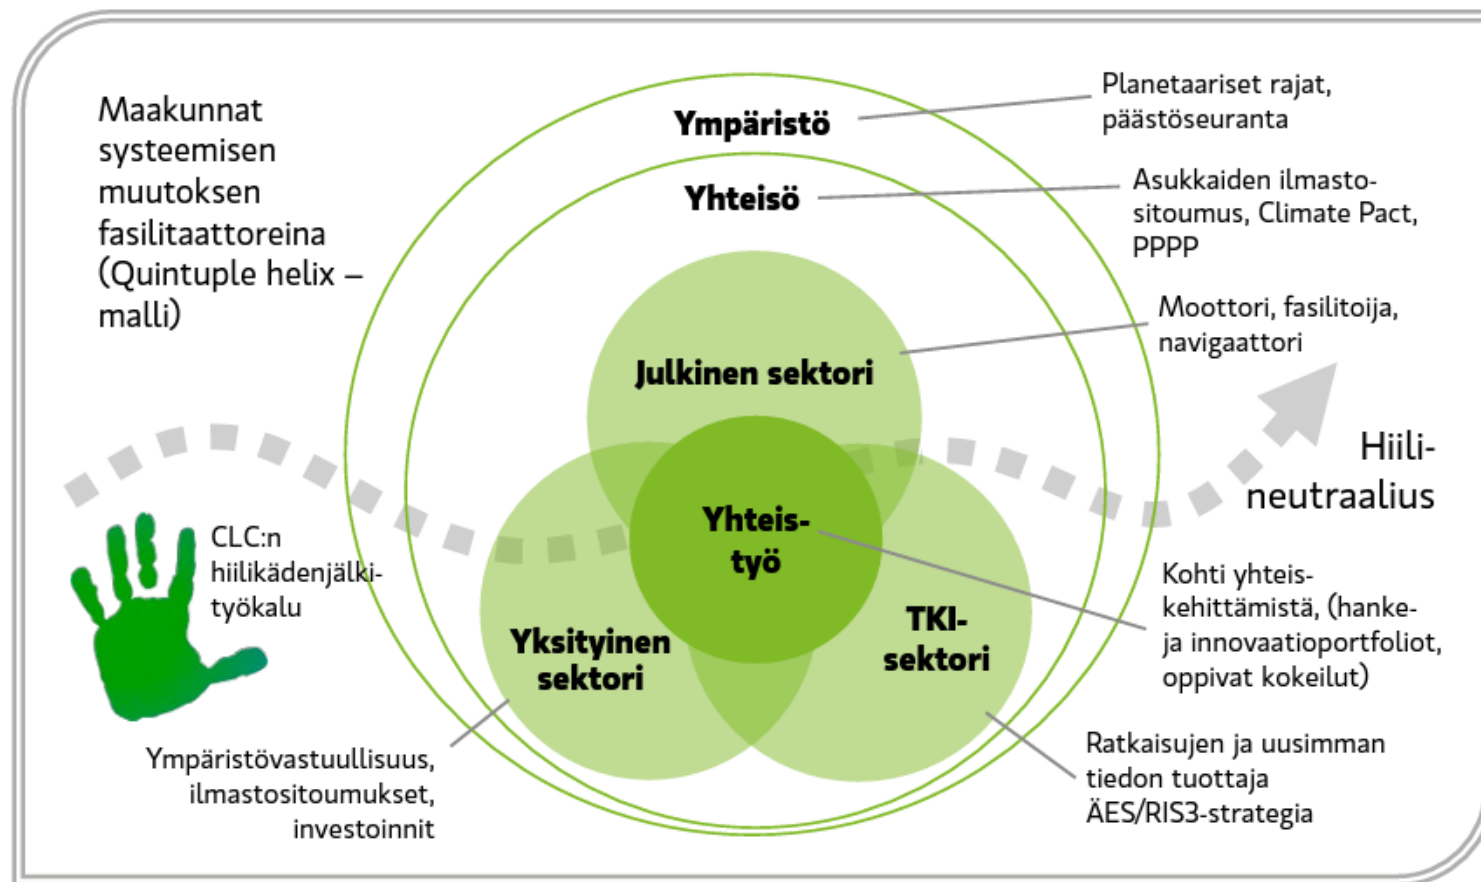 Maakunnat
systeemisen
muutoksen
fasilitaattoreina
(Quintuple helix –
malli)
Ympäristö
Planetaariset rajat,
päästöseuranta
Yhteisö
Asukkaiden ilmasto-
sitoumus, Climate Pact,
PPPP
Julkinen sektori
Moottori, fasilitoija,
navigaattori
Hiili-
neutraalius
Yhteis-
työ
Kohti yhteis-
kehittämistä, (hanke-
ja innovaatioportfoliot,
oppivat kokeilut)
CLC:n
hiilikädenjälki-
työkalu
Yksityinen
sektori
TKI-
sektori
Ympäristövastuullisuus,
ilmastositoumukset,
investoinnit
Ratkaisujen ja uusimman
tiedon tuottaja
ÄES/RIS3-strategia